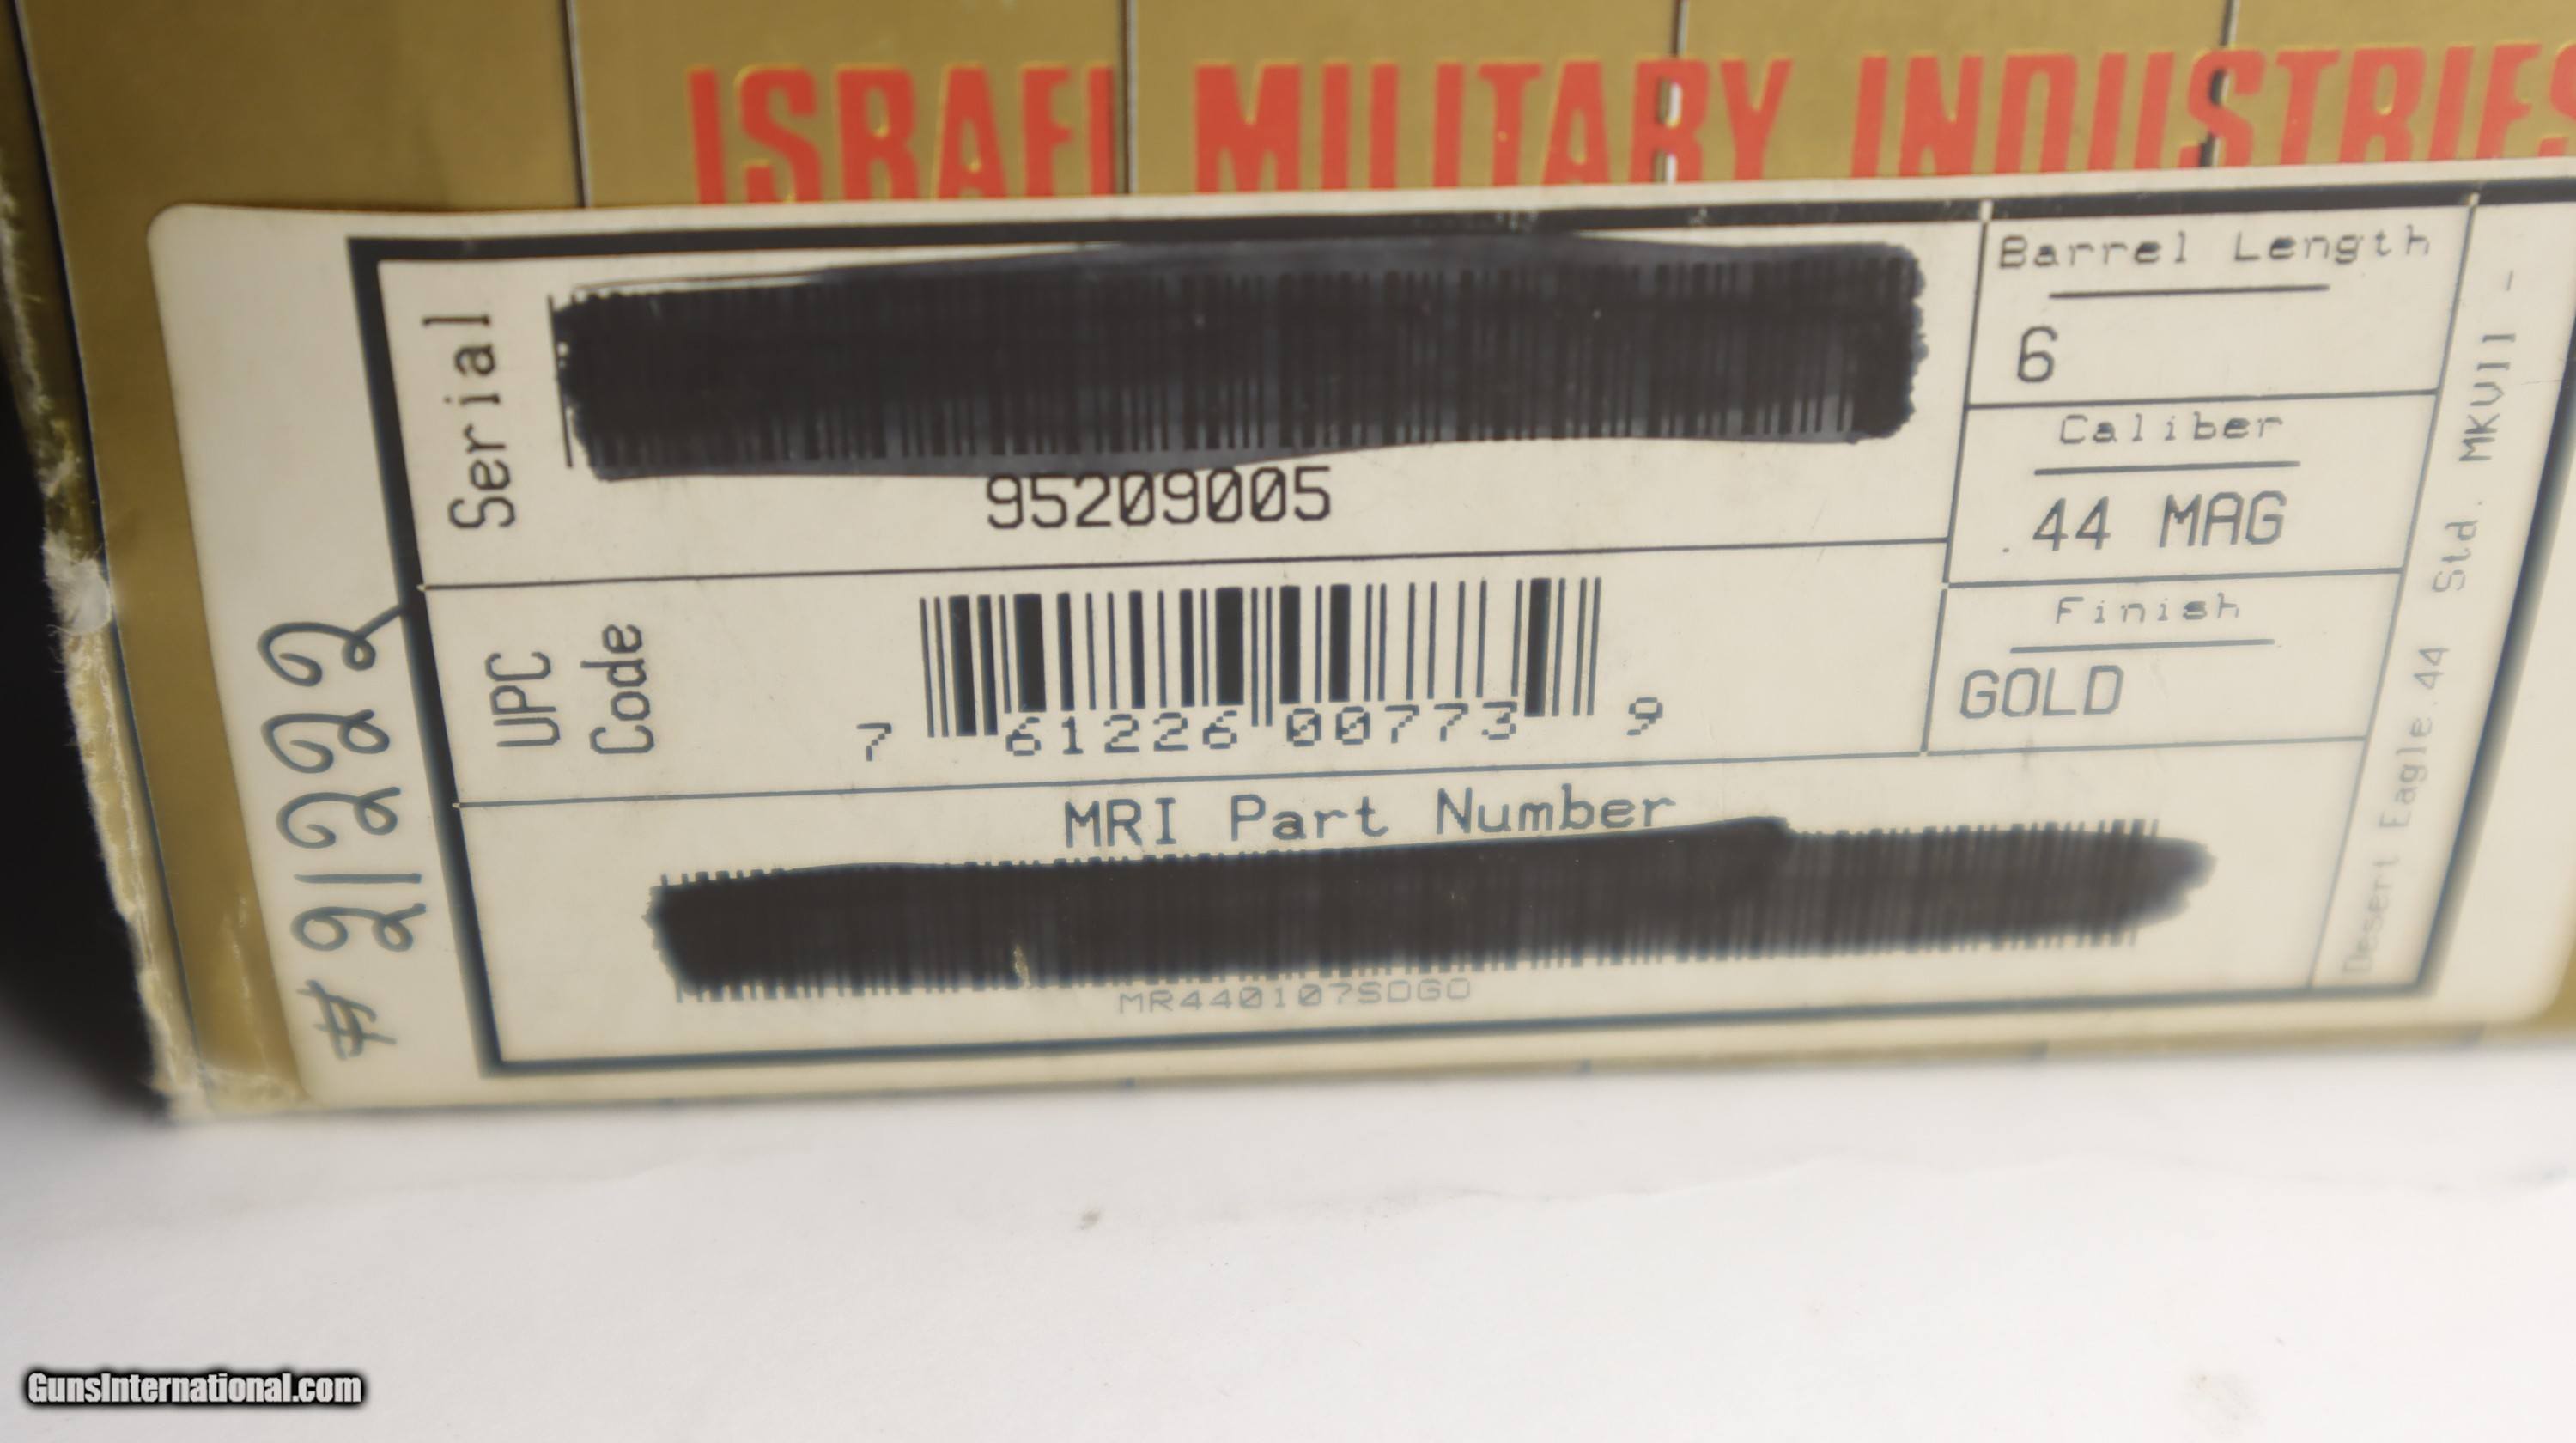 ISRAEL MILITARY INDUSTRIES
Serial
95209005
Barrel Length
6
Caliber
.44 MAG
Finish
GOLD
UPC
Code
7 61226 00773 9
MRI Part Number
MR440107SDGO
Desert Eagle.44 Std. MKVII -
# 91222
GunsInternational.com